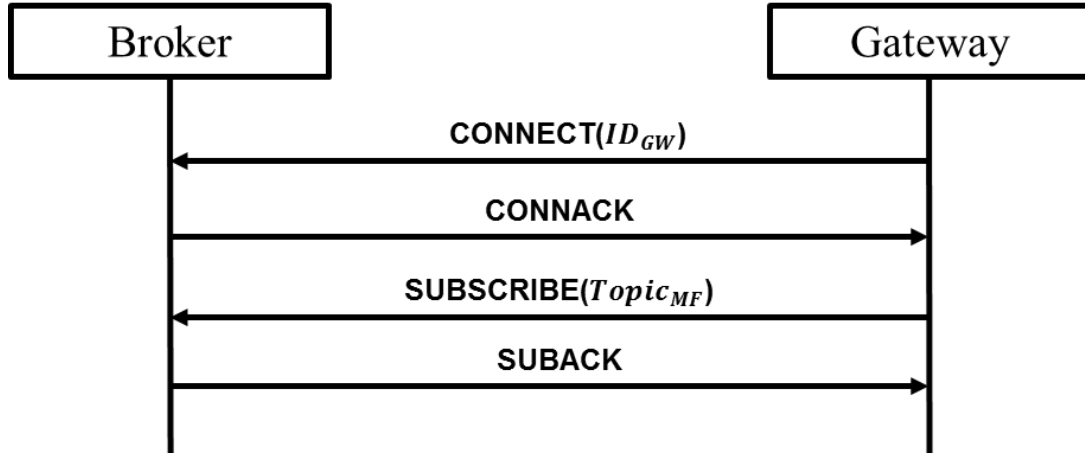 Broker
Gateway
CONNECT(ID_GW)
CONNACK
SUBSCRIBE(Topic_MF)
SUBACK